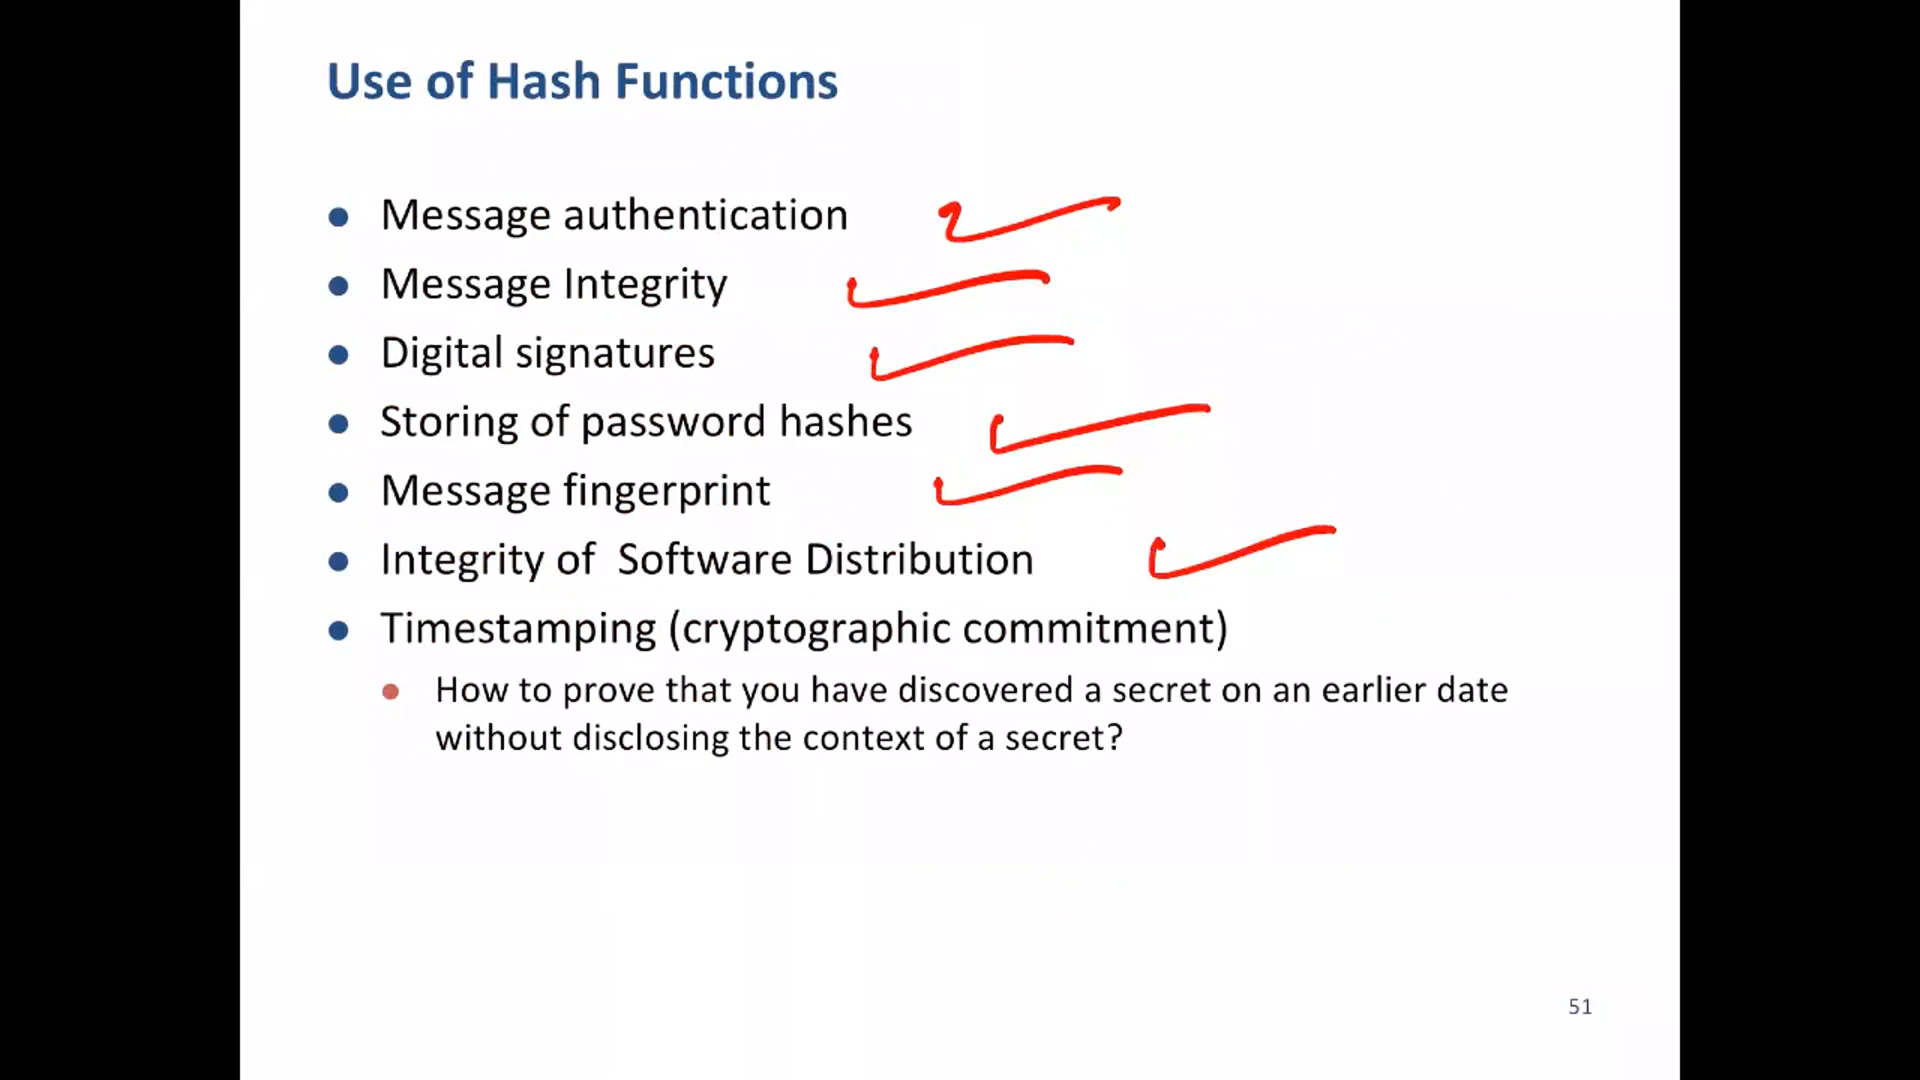 Use of Hash Functions
Message authentication
Message Integrity
Digital signatures
Storing of password hashes
Message fingerprint
Integrity of Software Distribution
Timestamping (cryptographic commitment)
How to prove that you have discovered a secret on an earlier date
without disclosing the context of a secret?
51